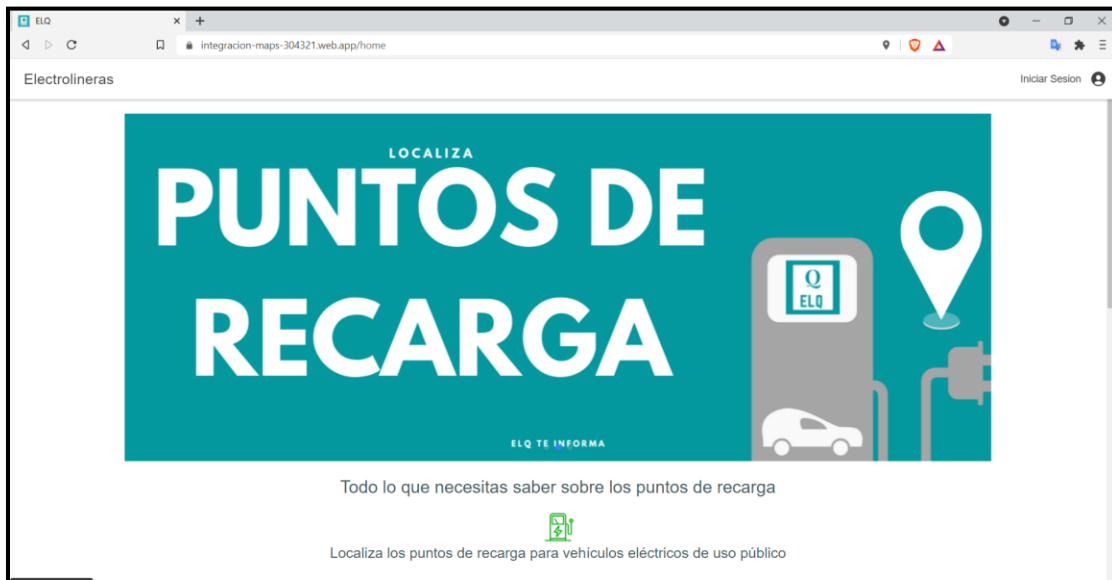 ELQ
integracion-maps-304321.web.app/home
Electrolineras
Iniciar Sesion
LOCALIZA
PUNTOS DE
RECARGA
Q
ELQ
ELQ TE INFORMA
Todo lo que necesitas saber sobre los puntos de recarga
Localiza los puntos de recarga para vehículos eléctricos de uso público